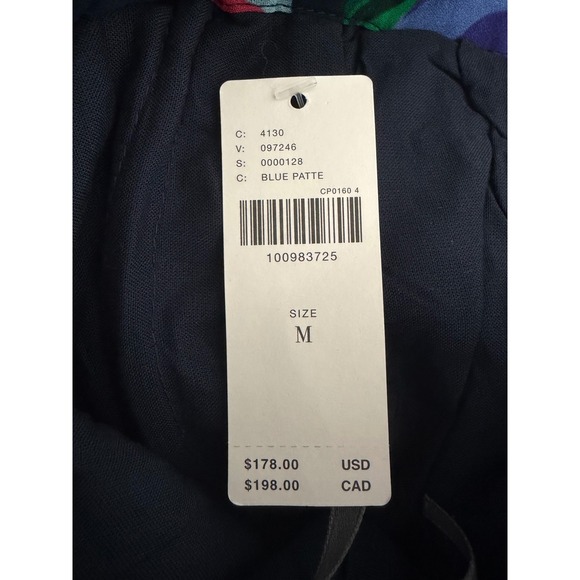 C: 4130
V: 097246
S: 0000128
C: BLUE PATTE
CP0160 4
100983725
SIZE
M
$178.00 USD
$198.00 CAD